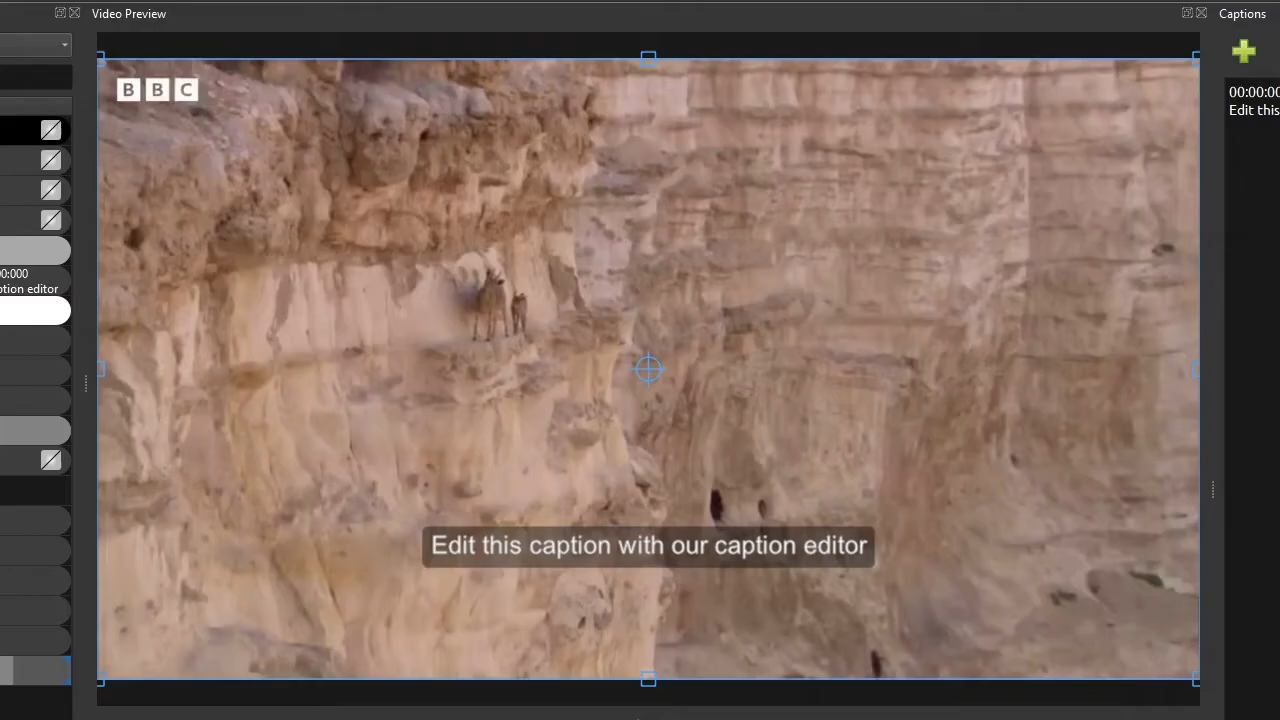 Video Preview
Captions
BBC
00:00:00
Edit this
00:000
ption editor
Edit this caption with our caption editor